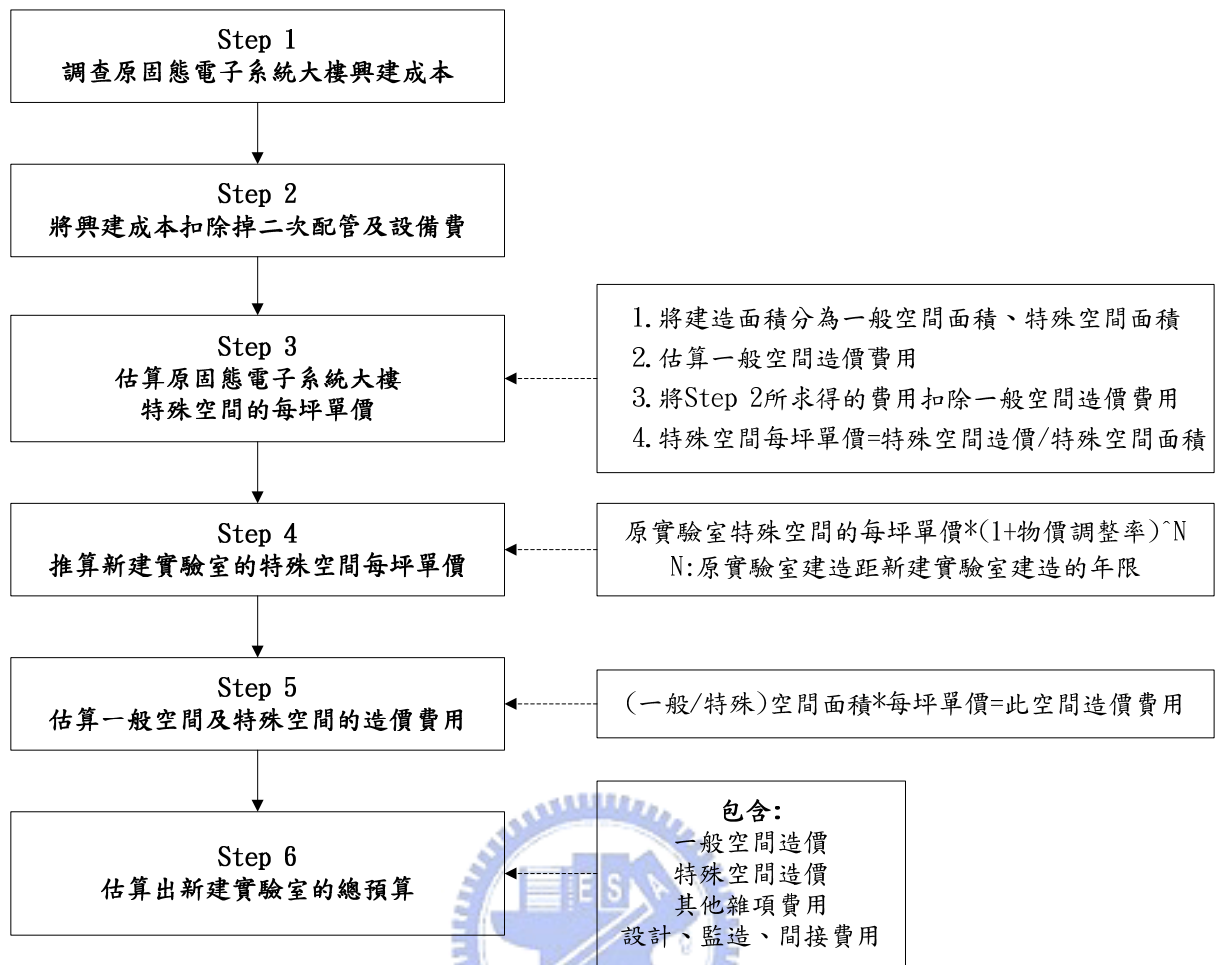 Step 1
調查原固態電子系統大樓興建成本
Step 2
將興建成本扣除掉二次配管及設備費
Step 3
估算原固態電子系統大樓
特殊空間的每坪單價
1.將建造面積分為一般空間面積、特殊空間面積
2.估算一般空間造價費用
3.將Step 2所求得的費用扣除一般空間造價費用
4.特殊空間每坪單價=特殊空間造價/特殊空間面積
Step 4
推算新建實驗室的特殊空間每坪單價
原實驗室特殊空間的每坪單價*(1+物價調整率)^N
N:原實驗室建造距新建實驗室建造的年限
Step 5
估算一般空間及特殊空間的造價費用
(一般/特殊)空間面積*每坪單價=此空間造價費用
Step 6
估算出新建實驗室的總預算
包含:
一般空間造價
特殊空間造價
其他雜項費用
設計、監造、間接費用
ESA